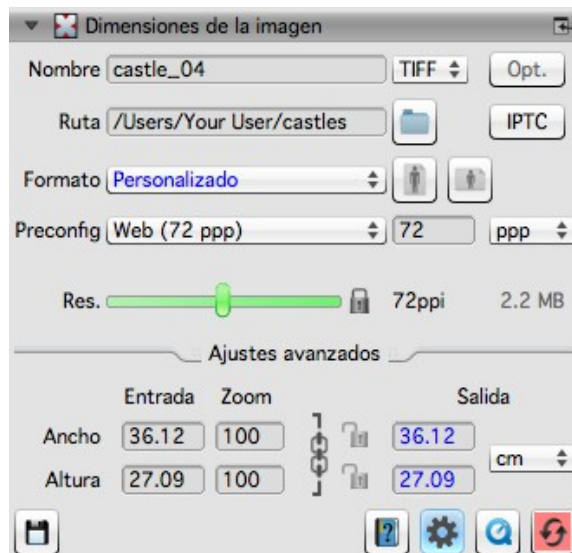 Dimensiones de la imagen
Nombre castle_04 TIFF Opt.
Ruta /Users/Your User/castles IPTC
Formato Personalizado
Preconfig Web (72 ppp) 72 ppp
Res. 72ppi 2.2 MB
Ajustes avanzados
Entrada Zoom Salida
Ancho 36.12 100 36.12
cm
Altura 27.09 100 27.09